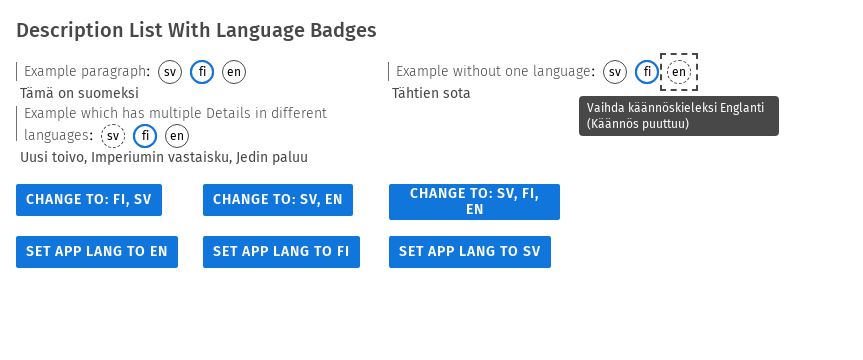 Description List With Language Badges
Example paragraph: sv fi en
Tämä on suomeksi
Example without one language: sv fi en
Tähtien sota
Vaihda käännöskieleksi Englanti
(Käännös puuttuu)
Example which has multiple Details in different
languages: sv fi en
Uusi toivo, Imperiumin vastaisku, Jedin paluu
CHANGE TO: FI, SV
CHANGE TO: SV, EN
CHANGE TO: SV, FI,
EN
SET APP LANG TO EN
SET APP LANG TO FI
SET APP LANG TO SV